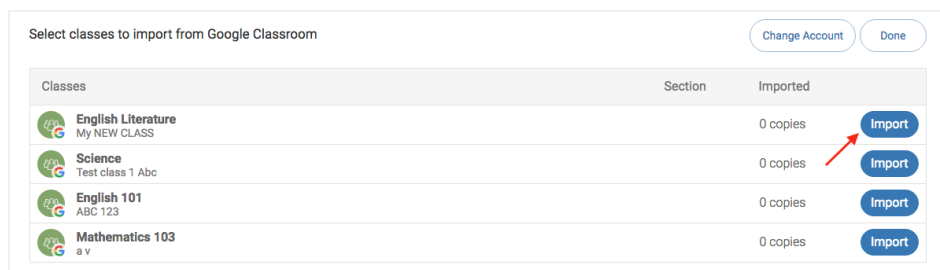 Select classes to import from Google Classroom
Change Account
Done
Classes
Section
Imported
English Literature
My NEW CLASS
0 copies
Import
Science
Test class 1 Abc
0 copies
Import
English 101
ABC 123
0 copies
Import
Mathematics 103
a v
0 copies
Import